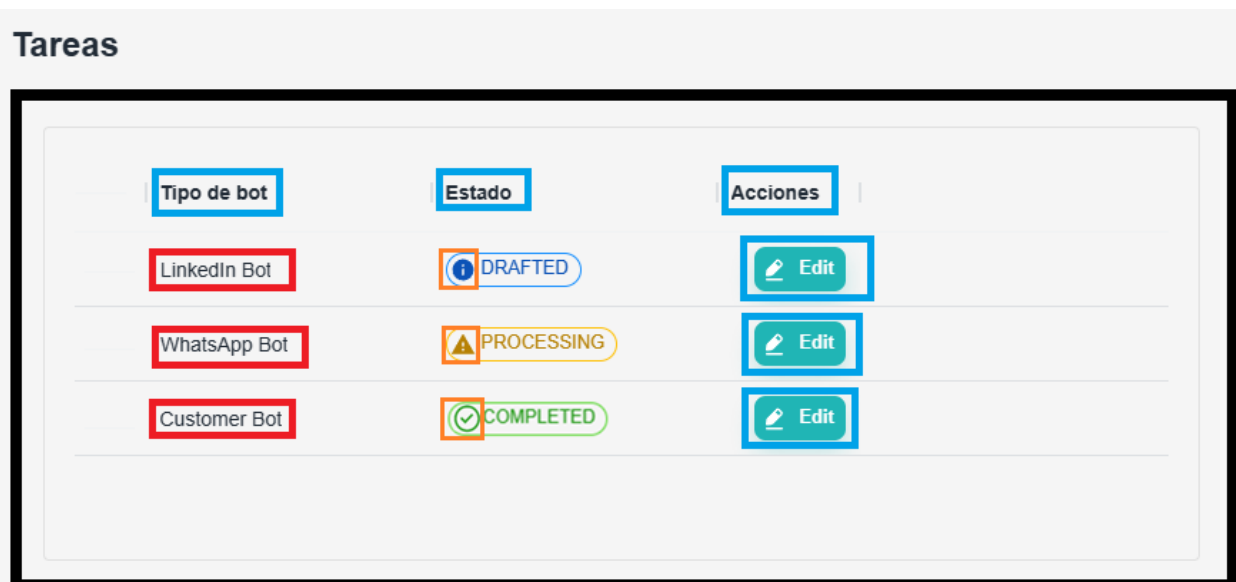 Tareas
Tipo de bot Estado Acciones
LinkedIn Bot DRAFTED Edit
WhatsApp Bot PROCESSING Edit
Customer Bot COMPLETED Edit